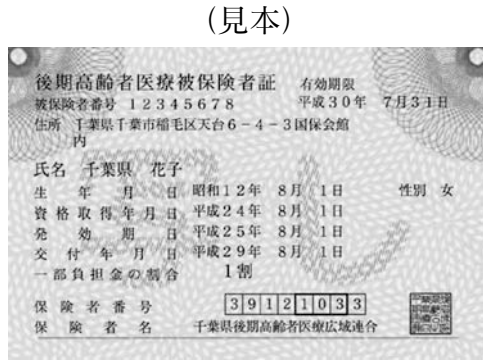 (見本)
後期高齢者医療被保険者証 有効期限
被保険者番号 12345678 平成30年 7月31日
住所 千葉県千葉市稲毛区天台6-4-3国保会館
内
氏名 千葉県 花子
生年月日 昭和12年 8月 1日 性別 女
資格取得年月日 平成24年 8月 1日
発効期日 平成25年 8月 1日
交付年月日 平成29年 8月 1日
一部負担金の割合 1割
保険者番号 39121033
保険者名 千葉県後期高齢者医療広域連合